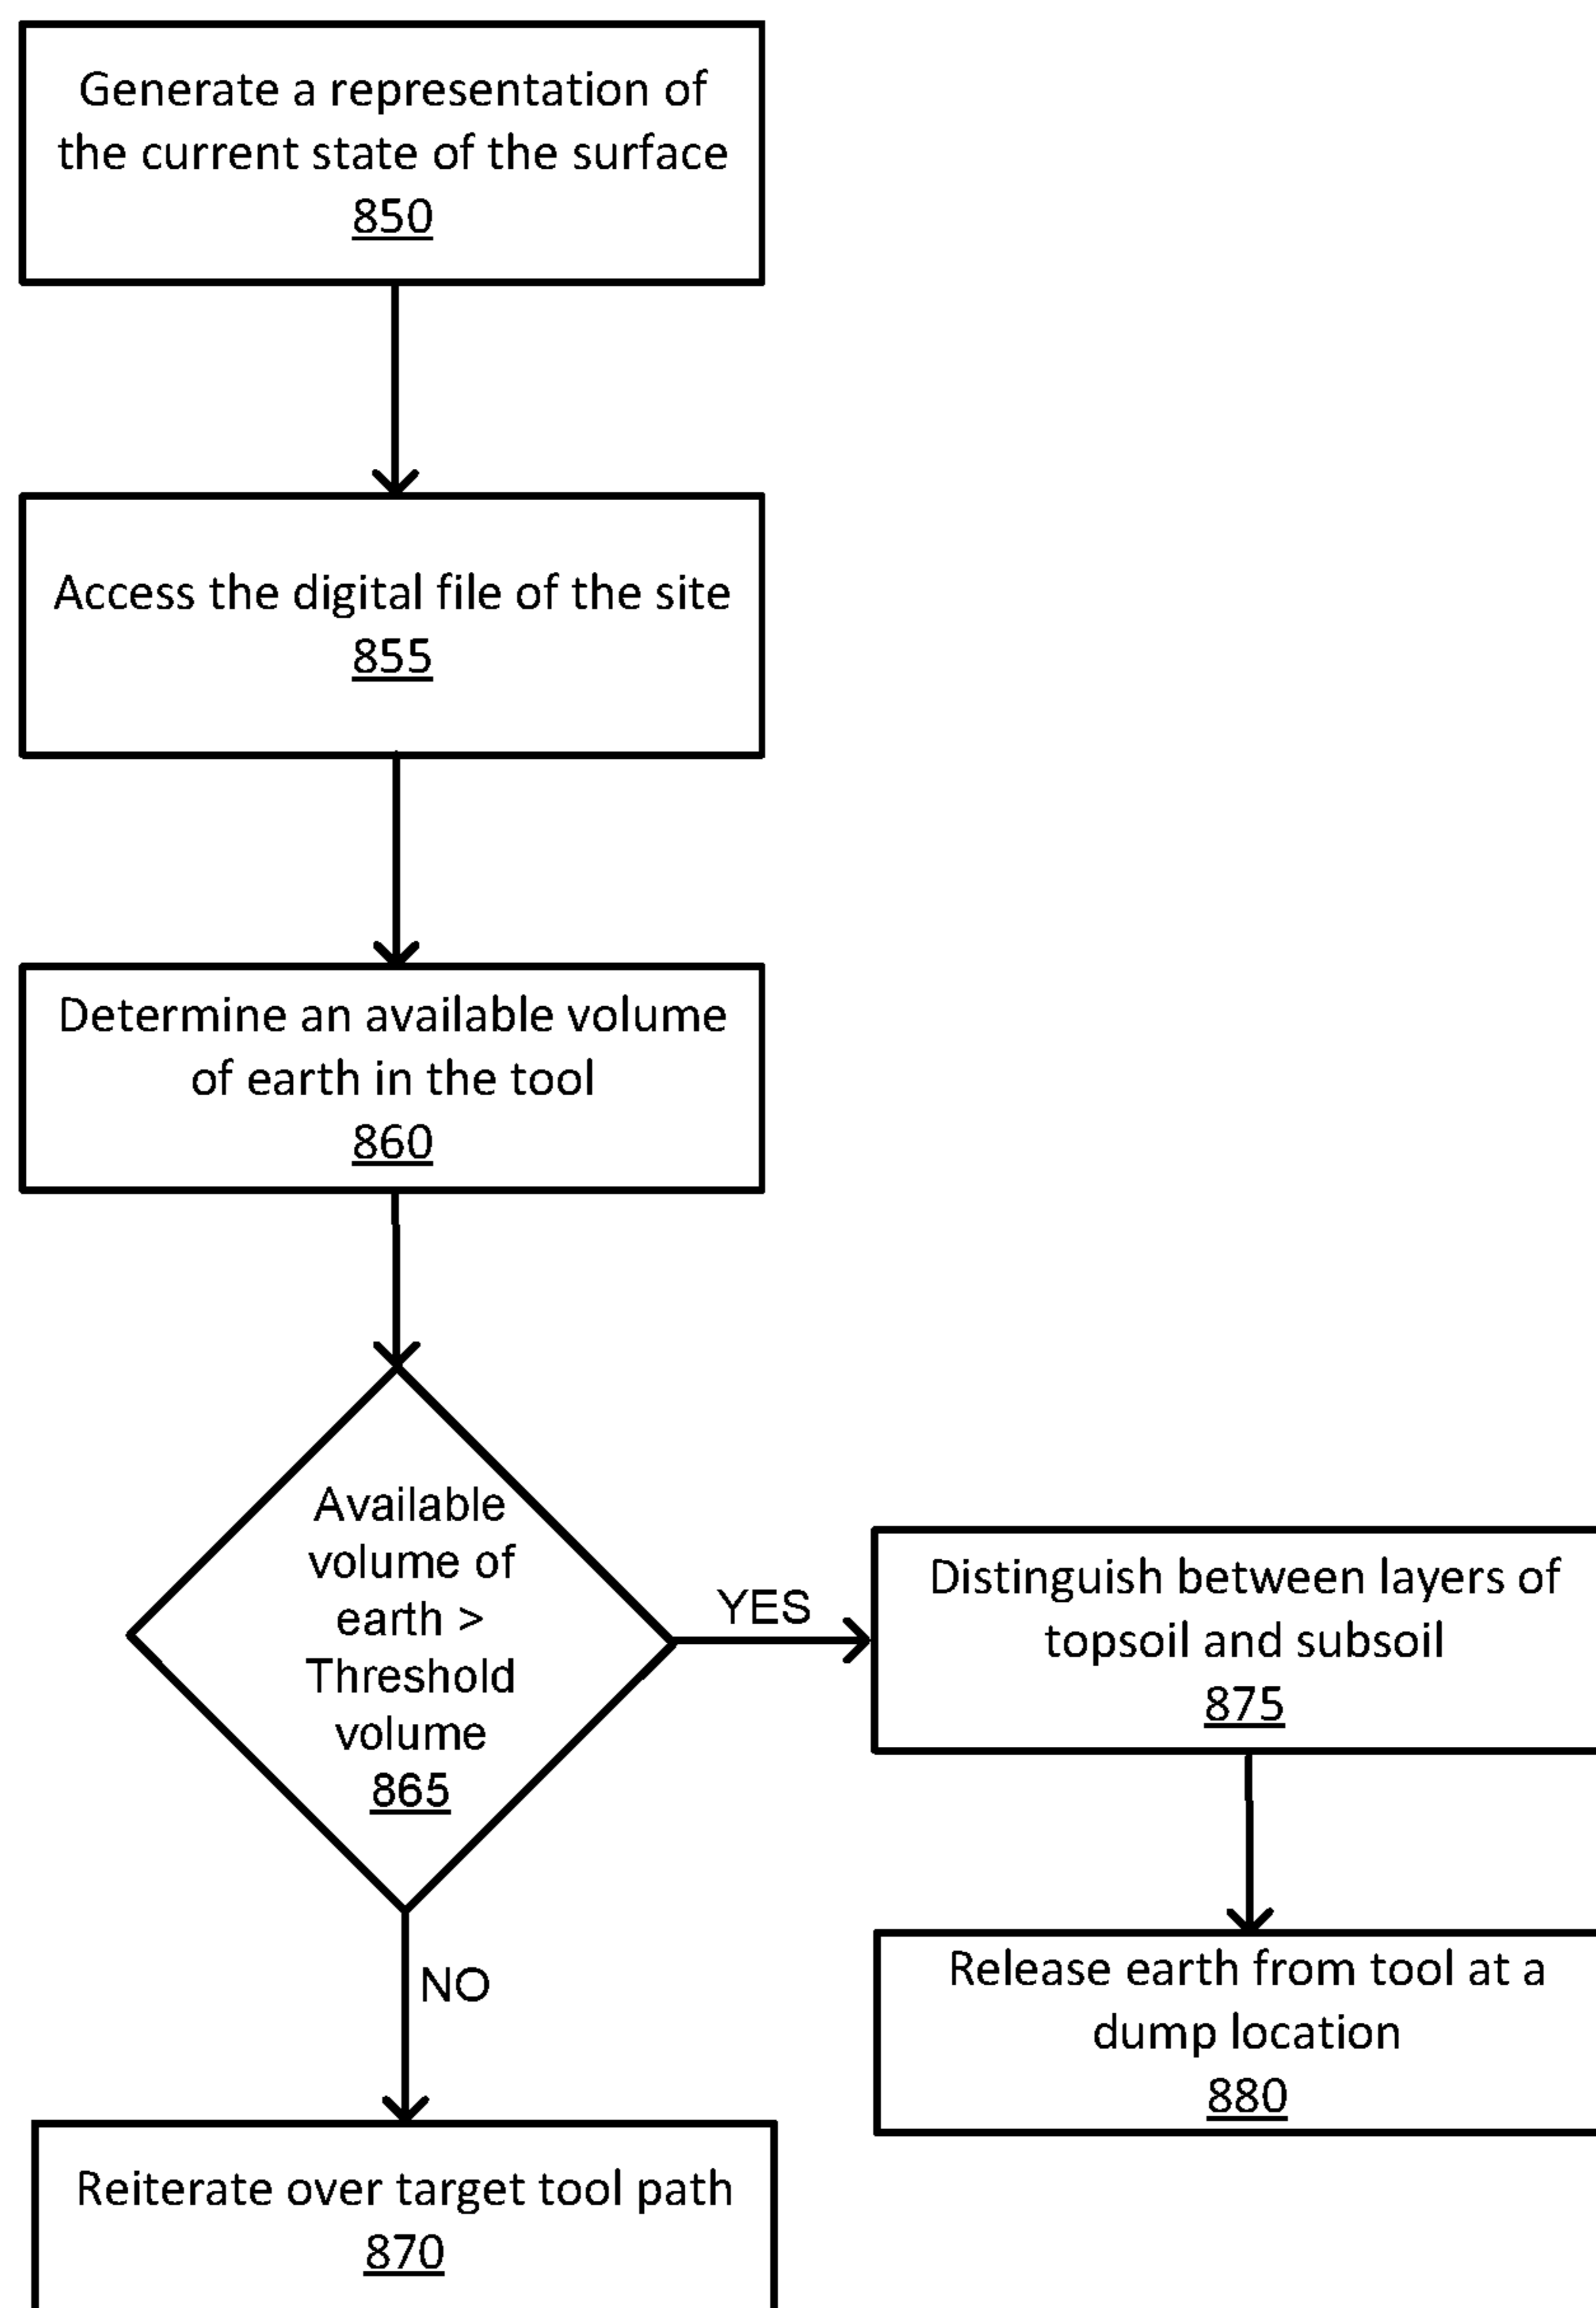 Generate a representation of
the current state of the surface
850
Access the digital file of the site
855
Determine an available volume
of earth in the tool
860
Available
volume of
earth >
Threshold
volume
865
YES
Distinguish between layers of
topsoil and subsoil
875
Release earth from tool at a
dump location
880
NO
Reiterate over target tool path
870